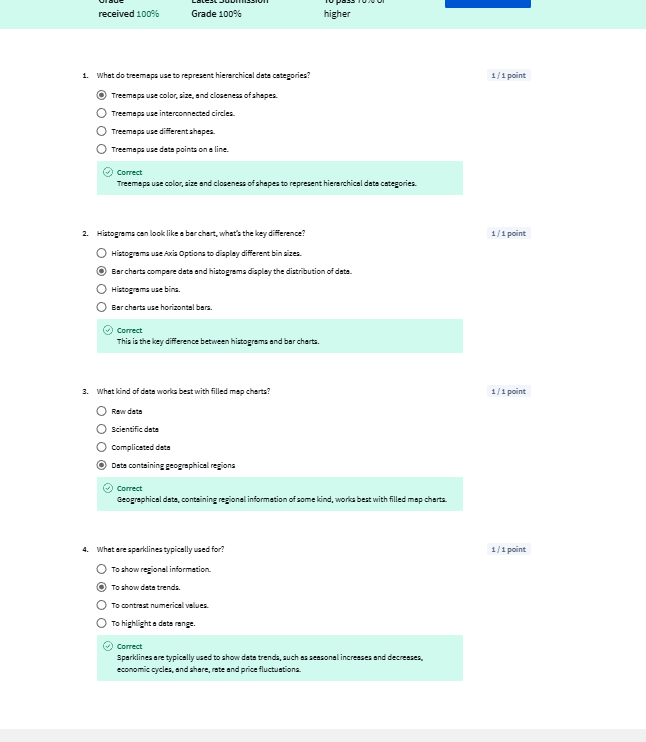 Grade
Latest Submission
To pass 70% or
received 100%
Grade 100%
higher
1. What do treemaps use to represent hierarchical data categories?
1 / 1 point
Treemaps use color, size, and closeness of shapes.
Treemaps use interconnected circles.
Treemaps use different shapes.
Treemaps use data points on a line.
Correct
Treemaps use color, size and closeness of shapes to represent hierarchical data categories.
2. Histograms can look like a bar chart, what's the key difference?
1 / 1 point
Histograms use Axis Options to display different bin sizes.
Bar charts compare data and histograms display the distribution of data.
Histograms use bins.
Bar charts use horizontal bars.
Correct
This is the key difference between histograms and bar charts.
3. What kind of data works best with filled map charts?
1 / 1 point
Raw data
Scientific data
Complicated data
Data containing geographical regions
Correct
Geographical data, containing regional information of some kind, works best with filled map charts.
4. What are sparklines typically used for?
1 / 1 point
To show regional information.
To show data trends.
To contrast numerical values.
To highlight a data range.
Correct
Sparklines are typically used to show data trends, such as seasonal increases and decreases,
economic cycles, and share, rate and price fluctuations.